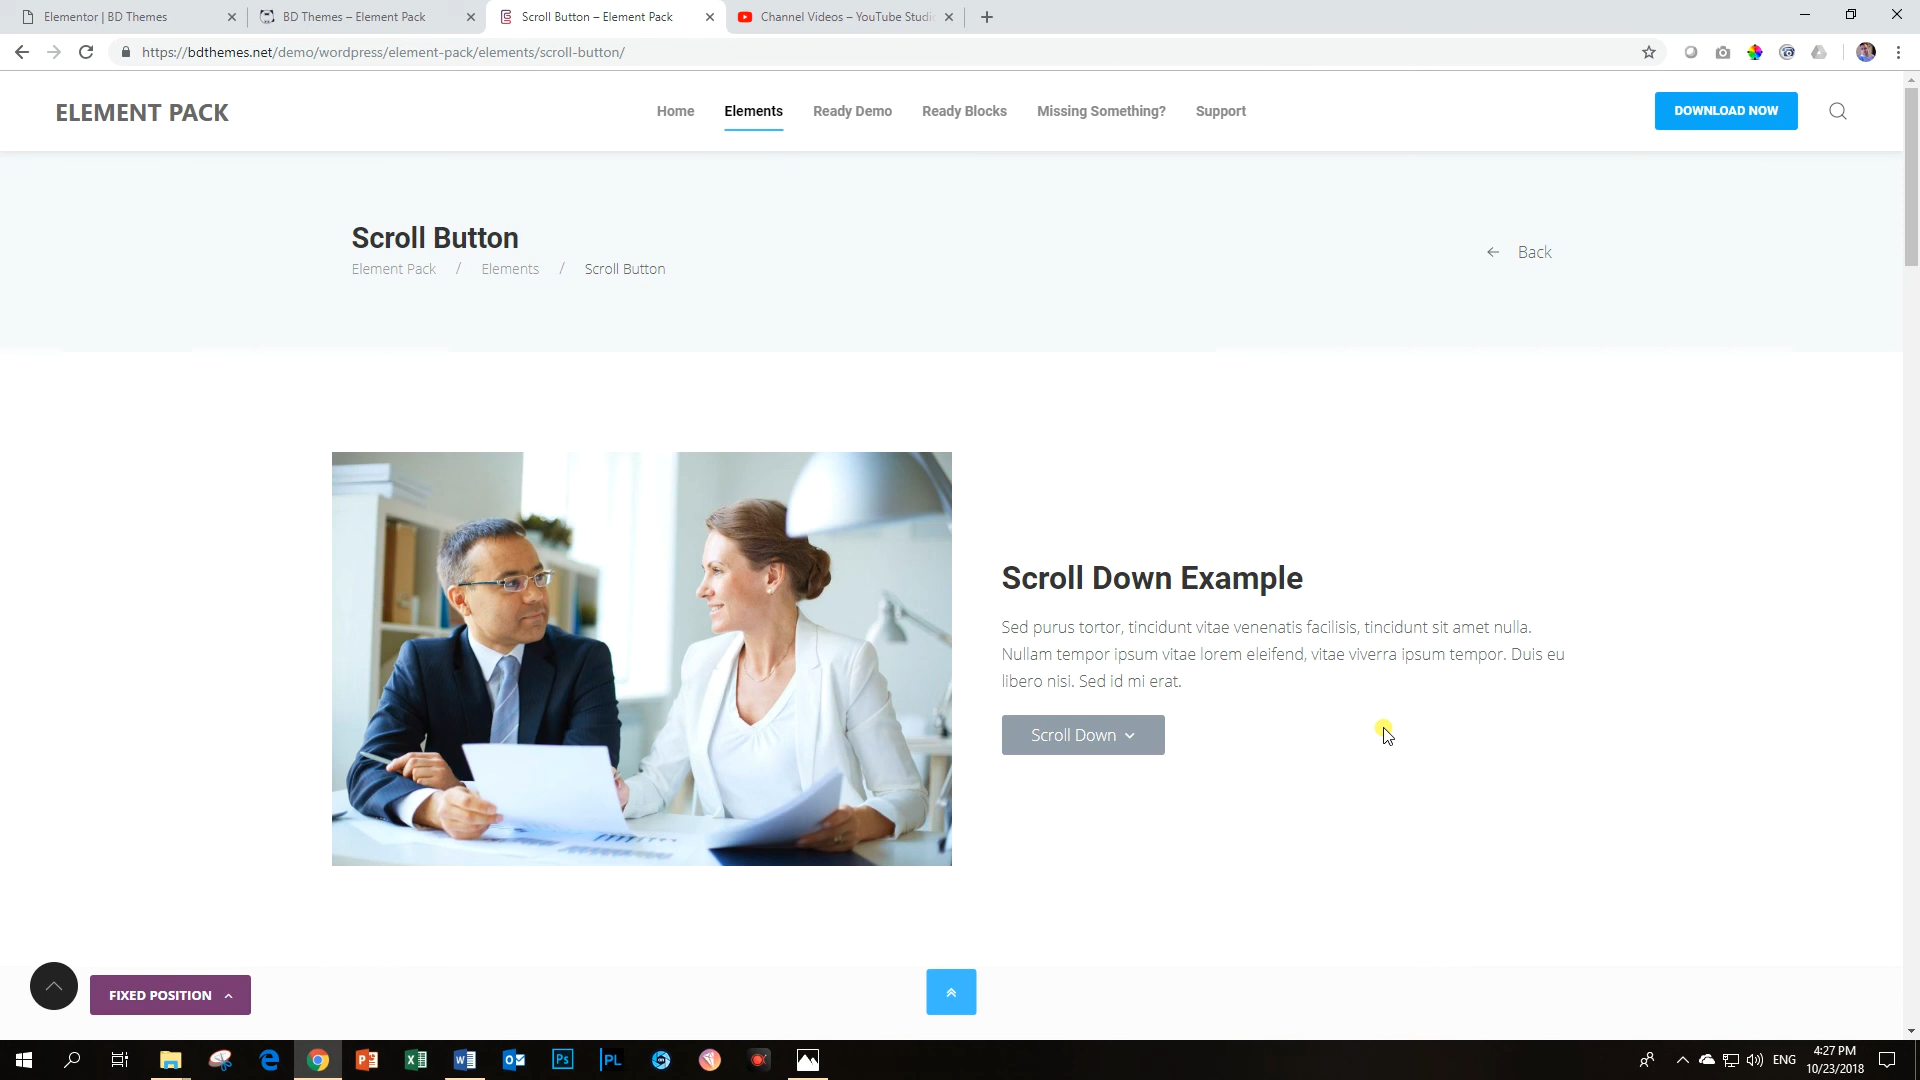 Elementor | BD Themes
BD Themes – Element Pack
Scroll Button – Element Pack
Channel Videos – YouTube Studi
https://bdthemes.net/demo/wordpress/element-pack/elements/scroll-button/
ELEMENT PACK
Home
Elements
Ready Demo
Ready Blocks
Missing Something?
Support
DOWNLOAD NOW
Scroll Button
Element Pack / Elements / Scroll Button
Back
Scroll Down Example
Sed purus tortor, tincidunt vitae venenatis facilisis, tincidunt sit amet nulla.
Nullam tempor ipsum vitae lorem eleifend, vitae viverra ipsum tempor. Duis eu
libero nisi. Sed id mi erat.
Scroll Down
FIXED POSITION
Ps
PL
ENG
4:27 PM
10/23/2018